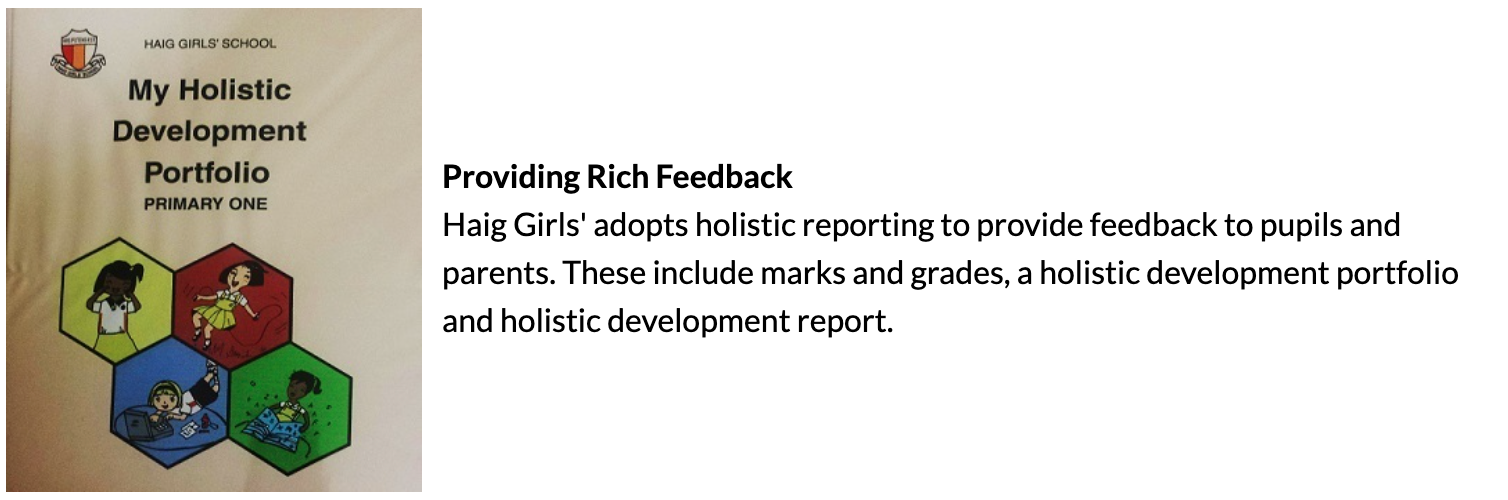 HAIG GIRLS' SCHOOL
My Holistic
Development
Portfolio
PRIMARY ONE
Providing Rich Feedback
Haig Girls' adopts holistic reporting to provide feedback to pupils and
parents. These include marks and grades, a holistic development portfolio
and holistic development report.